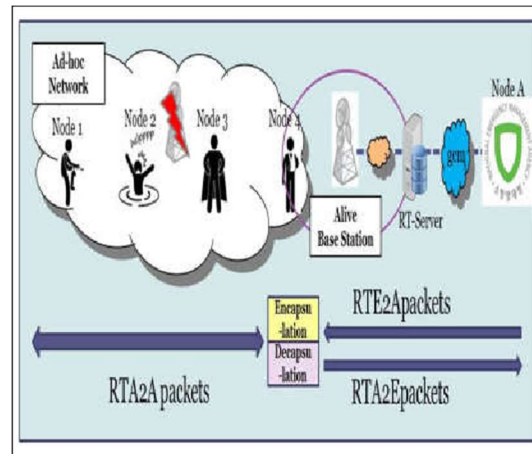 Ad-hoc
Network
Node 1
Node 2
Node 3
Node 4
Node A
gcm
RT-Server
Alive
Base Station
Encapsu
-lation
Decapsu
-lation
RTA2A packets
RTE2Apackets
RTA2Epackets